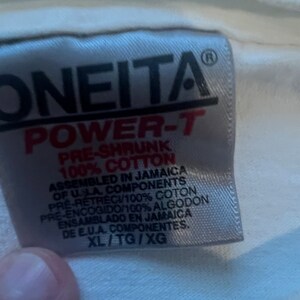 ONEITA®
POWER-T
PRE-SHRUNK
100% COTTON
ASSEMBLED IN JAMAICA
OF U.S.A. COMPONENTS
PRE-RETRECI/100% COTON
PRE-ENCOGIDO/100% ALGODON
ENSAMBLADO EN JAMAICA
DE E.U.A. COMPONENTES.
XL/TG/XG